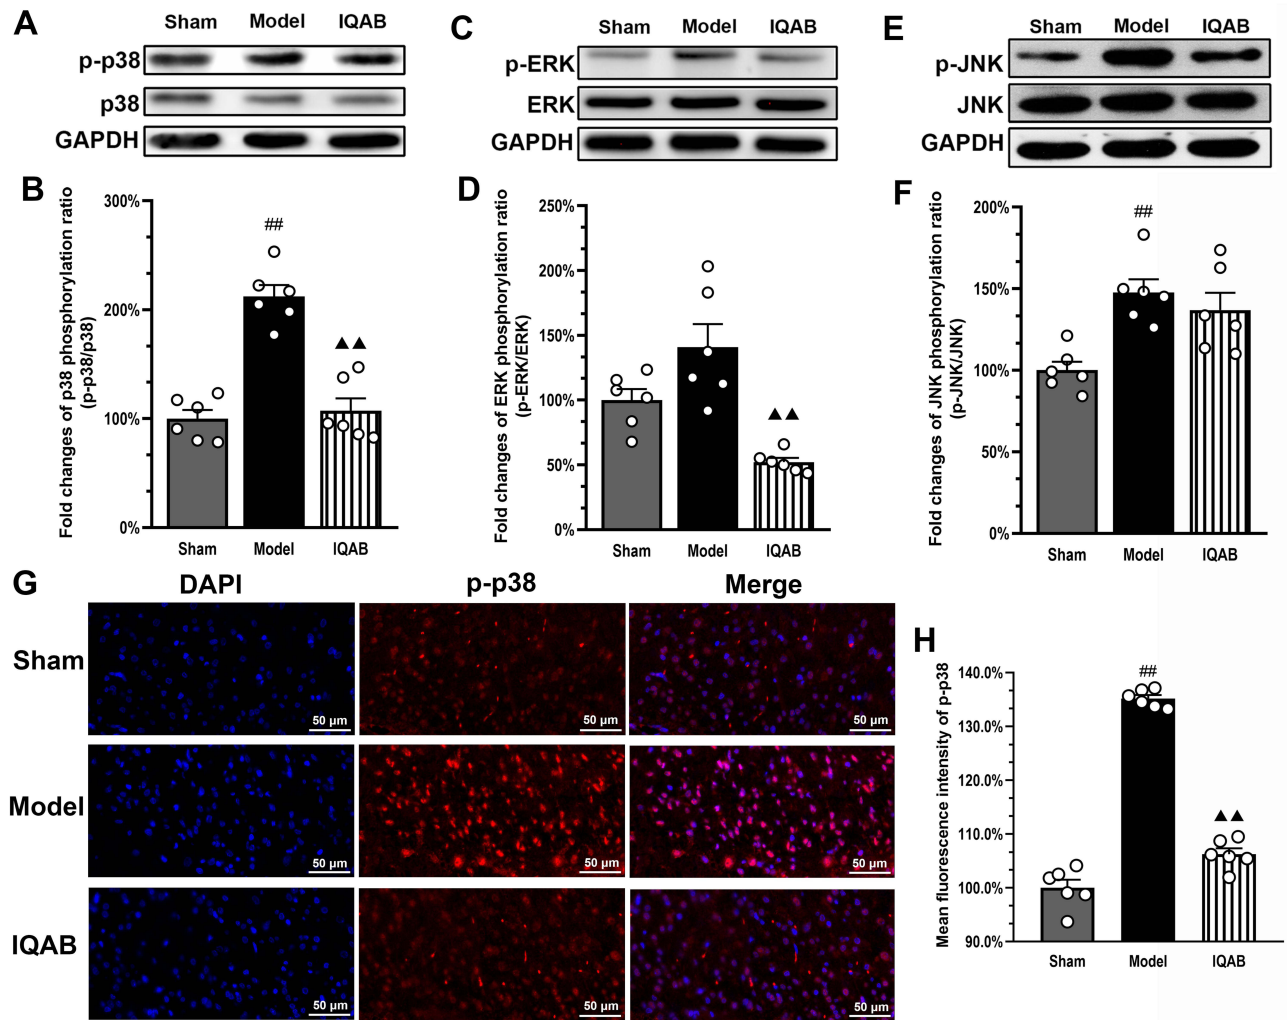 A
Sham Model IQAB
p-p38
p38
GAPDH
B
Fold changes of p38 phosphorylation ratio
(p-p38/p38)
300%
200%
100%
0%
##
▲▲
Sham Model IQAB
C
Sham Model IQAB
p-ERK
ERK
GAPDH
D
Fold changes of ERK phosphorylation ratio
(p-ERK/ERK)
250%
200%
150%
100%
50%
0%
▲▲
Sham Model IQAB
E
Sham Model IQAB
p-JNK
JNK
GAPDH
F
Fold changes of JNK phosphorylation ratio
(p-JNK/JNK)
200%
150%
100%
50%
0%
##
Sham Model IQAB
G
DAPI p-p38 Merge
Sham
50 μm 50 μm 50 μm
Model
50 μm 50 μm 50 μm
IQAB
50 μm 50 μm 50 μm
H
Mean fluorescence intensity of p-p38
140.0%
130.0%
120.0%
110.0%
100.0%
90.0%
##
▲▲
Sham Model IQAB